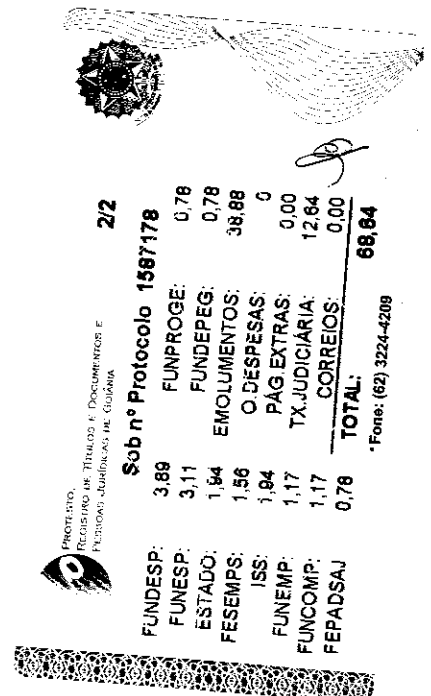 PROTESTO,
REGISTRO DE TÍTULOS E DOCUMENTOS E
PESSOAS JURÍDICAS DE GOIÂNIA
2/2
Sob nº Protocolo 1587178
FUNDESP: 3,89 FUNPROGE: 0,78
FUNESP: 3,11 FUNDEPEG: 0,78
ESTADO: 1,94 EMOLUMENTOS: 38,88
FESEMPS: 1,56 O.DESPESAS: 0
ISS: 1,94 PÁG.EXTRAS: 0,00
FUNEMP: 1,17 TX.JUDICIÁRIA: 12,64
FUNCOMP: 1,17 CORREIOS: 0,00
FEPADSAJ 0,78 TOTAL: 68,64
*Fone: (62) 3224-4209